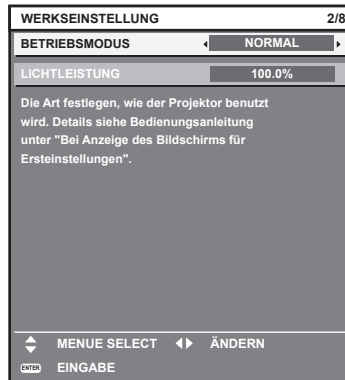 WERKSEINSTELLUNG 2/8
BETRIEBSMODUS NORMAL
LICHTLEISTUNG 100.0%
Die Art festlegen, wie der Projektor benutzt
wird. Details siehe Bedienungsanleitung
unter "Bei Anzeige des Bildschirms für
Ersteinstellungen".
MENUE SELECT ÄNDERN
ENTER EINGABE